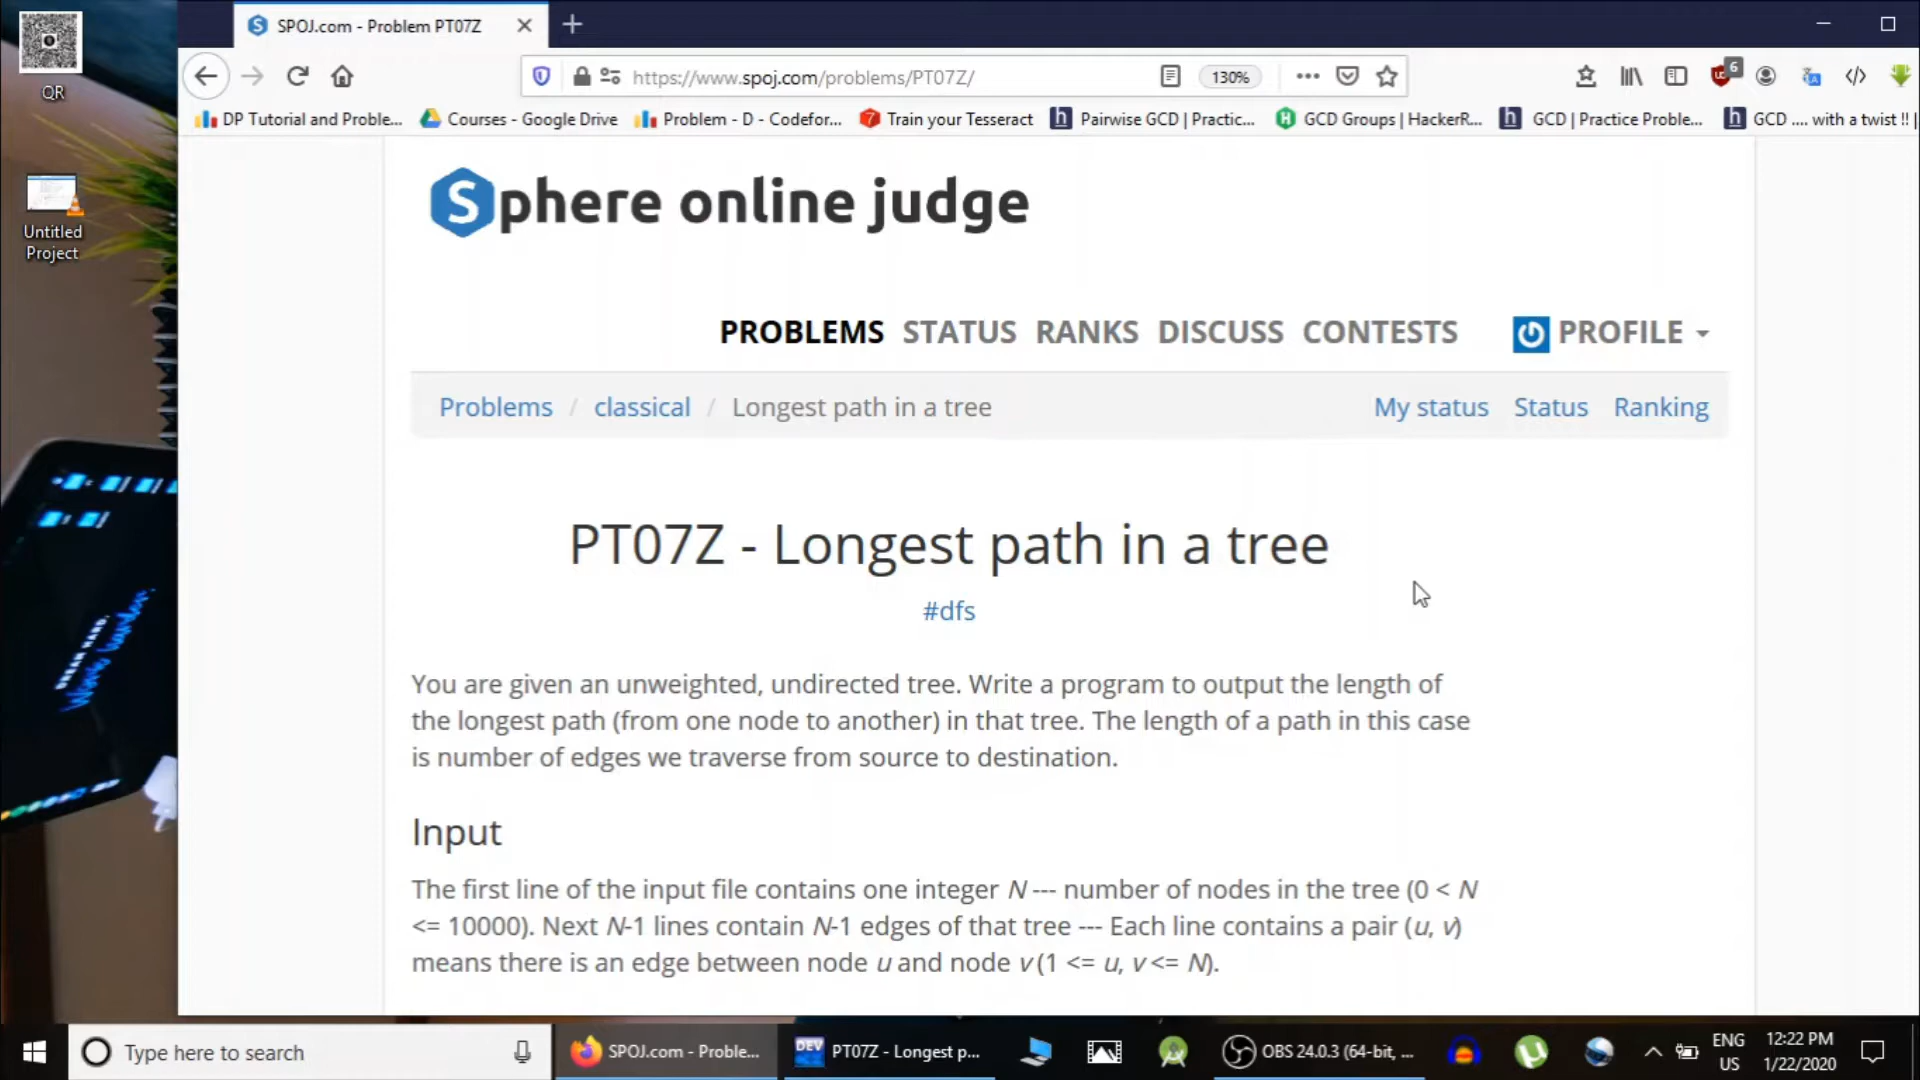 SPOJ.com - Problem PT07Z
https://www.spoj.com/problems/PT07Z/
130%
6
DP Tutorial and Proble...
Courses - Google Drive
Problem - D - Codefor...
Train your Tesseract
Pairwise GCD | Practic...
GCD Groups | HackerR...
GCD | Practice Proble...
GCD .... with a twist !! |
QR
Untitled
Project
Sphere online judge
PROBLEMS STATUS RANKS DISCUSS CONTESTS PROFILE
Problems / classical / Longest path in a tree
My status Status Ranking
PT07Z - Longest path in a tree
#dfs
You are given an unweighted, undirected tree. Write a program to output the length of
the longest path (from one node to another) in that tree. The length of a path in this case
is number of edges we traverse from source to destination.
Input
The first line of the input file contains one integer N --- number of nodes in the tree (0 < N
<= 10000). Next N-1 lines contain N-1 edges of that tree --- Each line contains a pair (u, v)
means there is an edge between node u and node v (1 <= u, v <= N).
Type here to search
SPOJ.com - Proble...
DEV
PT07Z - Longest p...
OBS 24.0.3 (64-bit, ...
ENG
US
12:22 PM
1/22/2020